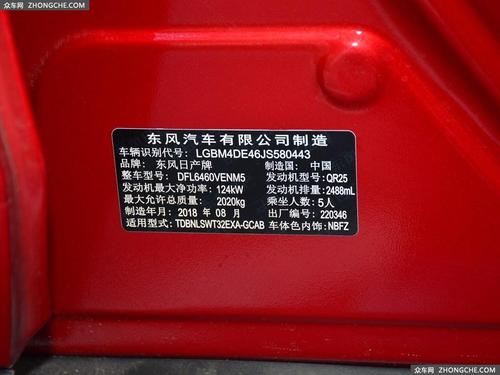 众车网 ZHONGCHE.COM
东风汽车有限公司制造
车辆识别代号: LGBM4DE46JS580443
品牌: 东风日产牌 制造国: 中国
整车型号: DFL6460VENM5 发动机型号: QR25
发动机最大净功率: 124kW 发动机排量: 2488mL
最大允许总质量: 2020kg 乘坐人数: 5人
制造年月: 2018 年 08 月 出厂编号: 220346
适用型式: TDBNLSWT32EXA-GCAB 车体色内饰: NBFZ
众车网 ZHONGCHE.COM